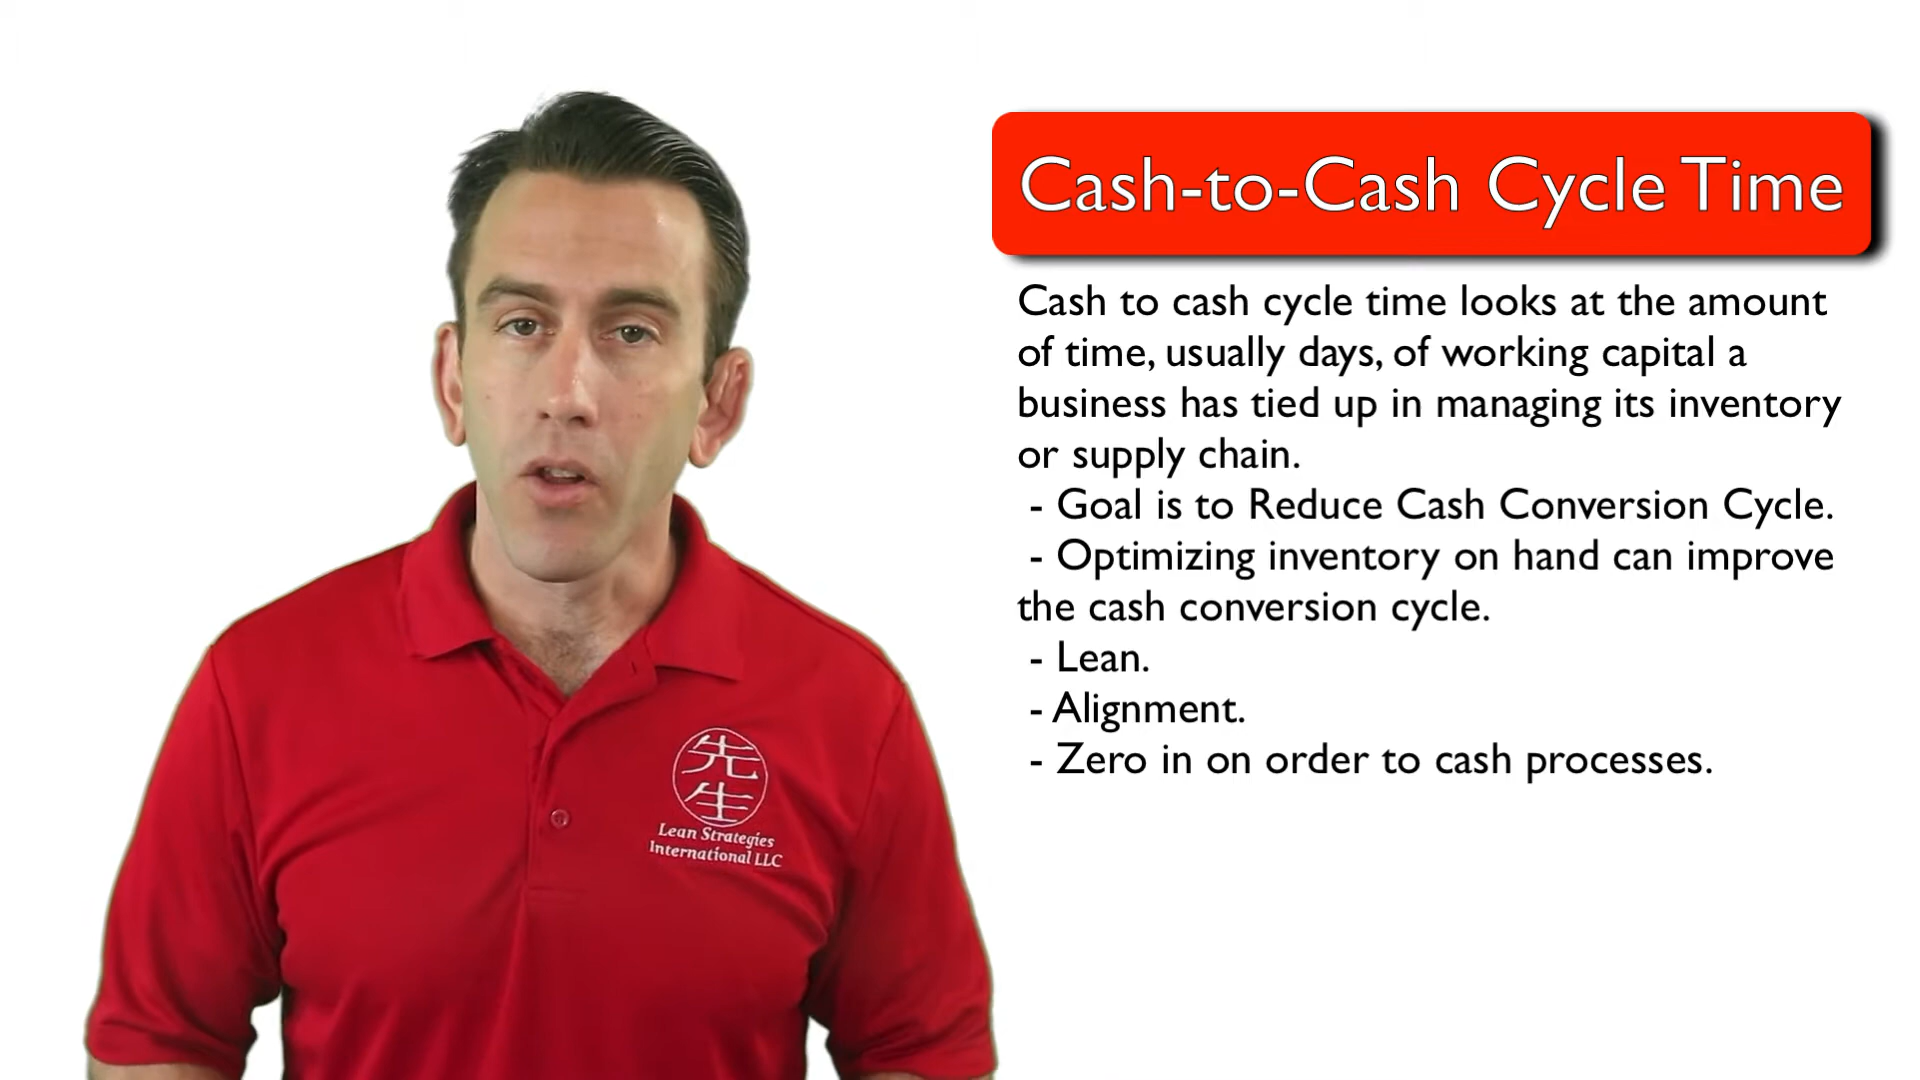 Cash-to-Cash Cycle Time
Cash to cash cycle time looks at the amount
of time, usually days, of working capital a
business has tied up in managing its inventory
or supply chain.
- Goal is to Reduce Cash Conversion Cycle.
- Optimizing inventory on hand can improve
the cash conversion cycle.
- Lean.
- Alignment.
- Zero in on order to cash processes.
先
生
Lean Strategies
International LLC